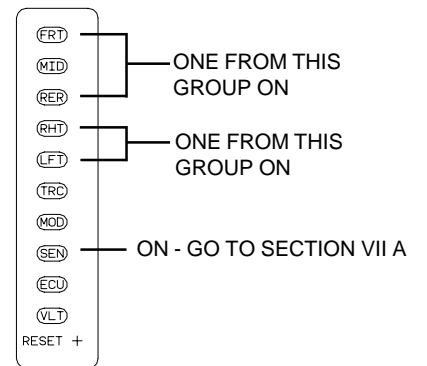 FRT
MID
RER
RHT
LFT
TRC
MOD
SEN
ECU
VLT
RESET +
ONE FROM THIS
GROUP ON
ONE FROM THIS
GROUP ON
ON - GO TO SECTION VII A